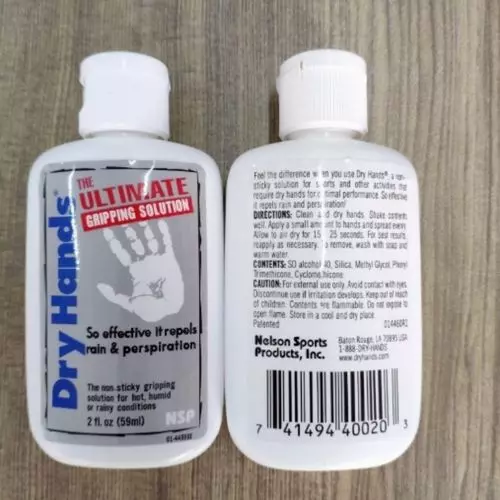 Dry Hands®
THE
ULTIMATE
GRIPPING SOLUTION
So effective it repels
rain & perspiration
The non-sticky gripping
solution for hot, humid
or rainy conditions
2 fl. oz (59ml)
NSP
Feel the difference when you use Dry Hands®, a non-
sticky solution for sports and other activities that
require dry hands for optimal performance. So effective
it repels rain and perspiration!
DIRECTIONS: Clean and dry hands. Shake contents
well. Apply a small amount to hands and spread evenly.
Allow to air dry for 15 - 25 seconds. For best results,
reapply as necessary. To remove, wash with soap and
warm water.
CONTENTS: SD alcohol 40, Silica, Methyl Glycol, Phenyl
Trimethicone, Cyclomethicone
CAUTION: For external use only. Avoid contact with eyes.
Discontinue use if irritation develops. Keep out of reach
of children. Contents are flammable. Do not expose to
open flame. Store in a cool and dry place.
Patented
014460R2
Nelson Sports
Products, Inc.
Baton Rouge, LA 70895 USA
1-888-DRY-HANDS
www.dryhands.com
7 41494 40020 3